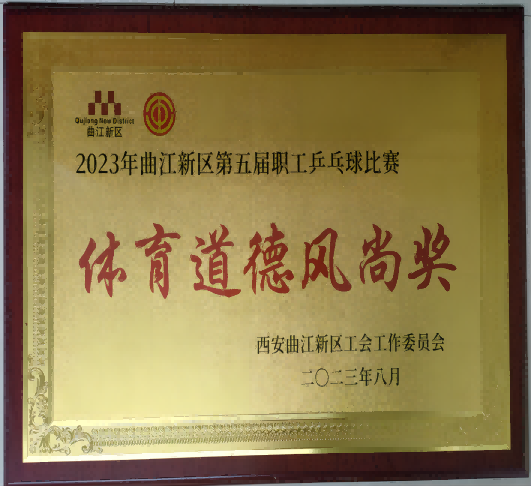 Qujiang New District
曲江新区
2023年曲江新区第五届职工乒乓球比赛
体育道德风尚奖
西安曲江新区工会工作委员会
二〇二三年八月